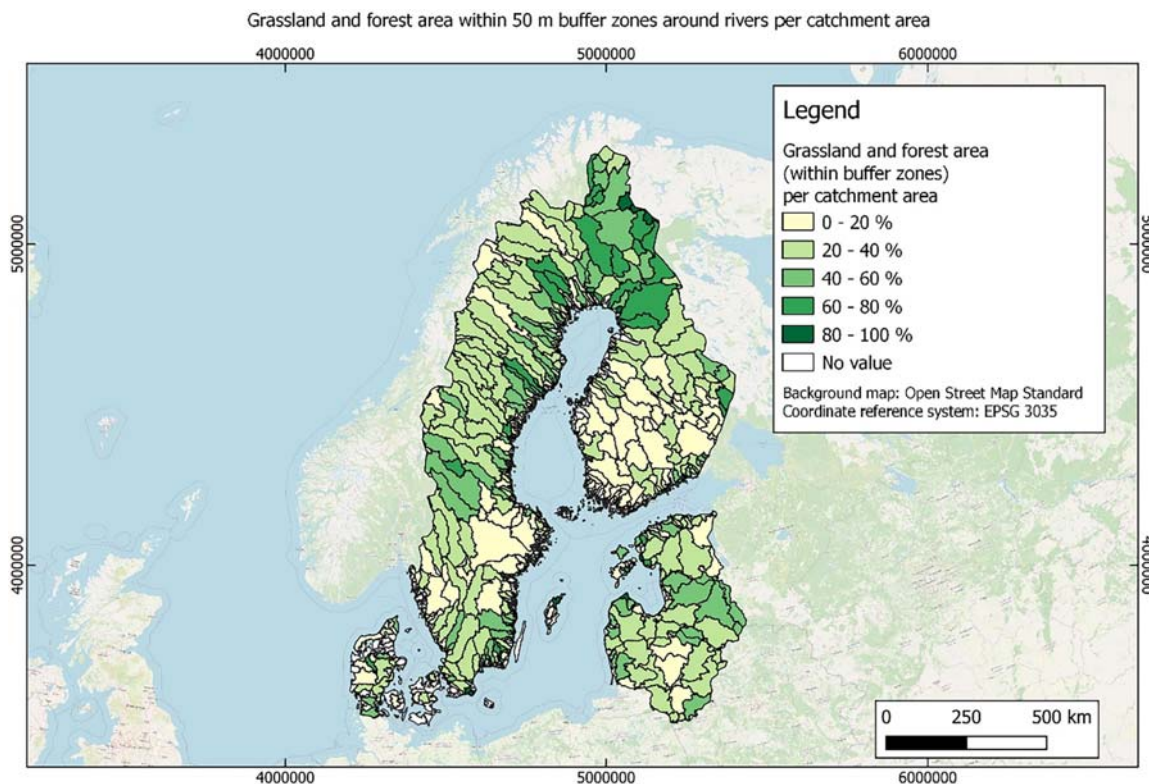 Grassland and forest area within 50 m buffer zones around rivers per catchment area
4000000 5000000 6000000
Legend
Grassland and forest area
(within buffer zones)
per catchment area
0 - 20 %
20 - 40 %
40 - 60 %
60 - 80 %
80 - 100 %
No value
Background map: Open Street Map Standard
Coordinate reference system: EPSG 3035
5000000 5000000
4000000 4000000
0 250 500 km
4000000 5000000 6000000